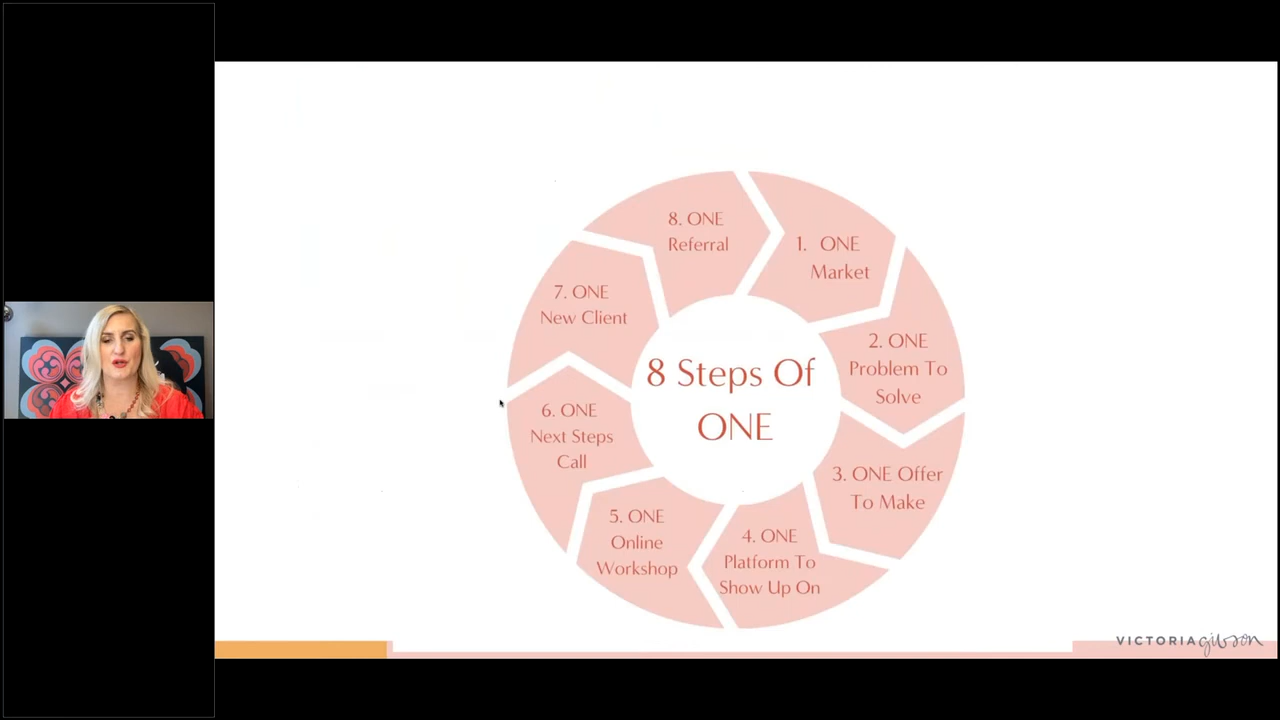 8 Steps Of
ONE
1. ONE
Market
2. ONE
Problem To
Solve
3. ONE Offer
To Make
4. ONE
Platform To
Show Up On
5. ONE
Online
Workshop
6. ONE
Next Steps
Call
7. ONE
New Client
8. ONE
Referral
VICTORIA gibson